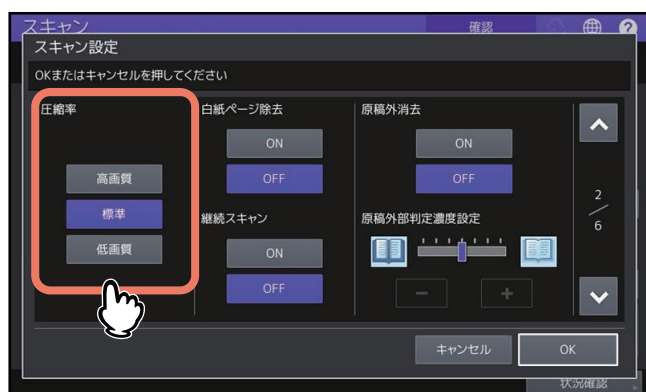 スキャン
確認
?
スキャン設定
OKまたはキャンセルを押してください
圧縮率
高画質
標準
低画質
白紙ページ除去
ON
OFF
継続スキャン
ON
OFF
原稿外消去
ON
OFF
原稿外部判定濃度設定
－
＋
2
6
キャンセル
OK
状況確認